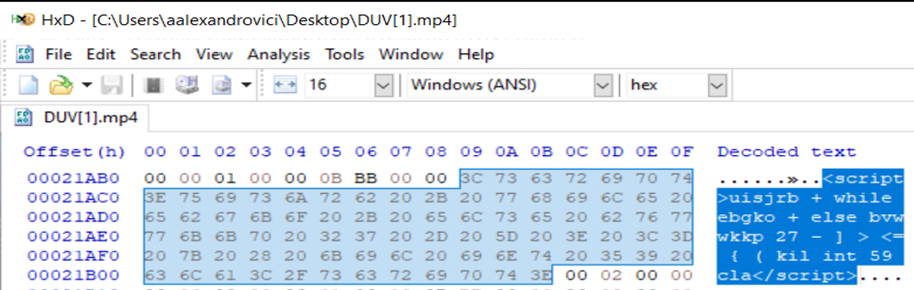 HxD - [C:\Users\aalexandrovici\Desktop\DUV[1].mp4]
File Edit Search View Analysis Tools Window Help
16 Windows (ANSI) hex
DUV[1].mp4
Offset(h) 00 01 02 03 04 05 06 07 08 09 0A 0B 0C 0D 0E 0F Decoded text
00021AB0 00 00 01 00 00 0B BB 00 00 3C 73 63 72 69 70 74 ......»..<script
00021AC0 3E 75 69 73 6A 72 62 20 2B 20 77 68 69 6C 65 20 >uisjrb + while
00021AD0 65 62 67 6B 6F 20 2B 20 65 6C 73 65 20 62 76 77 ebgko + else bvw
00021AE0 77 6B 6B 70 20 32 37 20 2D 20 5D 20 3E 20 3C 3D wkkp 27 - ] > <=
00021AF0 20 7B 20 28 20 6B 69 6C 20 69 6E 74 20 35 39 20 { ( kil int 59
00021B00 63 6C 61 3C 2F 73 63 72 69 70 74 3E 00 02 00 00 cla</script>....